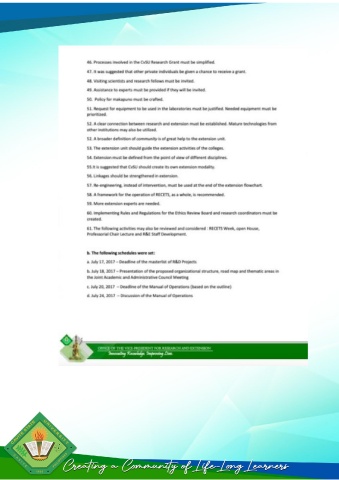 46. Processes involved in the CLSU Research Grant must be simplified.
47. It was suggested that other private individuals be given a chance to receive a grant.
48. Visiting scientists and research fellows must be invited.
49. Assistance to experts must be provided if they will be invited.
50. Policy for makapuno must be crafted.
51. Request for equipment to be used in the laboratories must be justified. Needed equipment must be
prioritized.
52. A clear connection between research and extension must be established. Mature technologies from
other institutions may also be utilized.
53. A broader definition of community is of great help to the extension unit.
53. The extension unit should guide the extension activities of the colleges.
54. Extension must be defined from the point of view of different disciplines.
55. It is suggested that CLSU should create its own extension modality.
56. Linkages should be strengthened in extension.
57. Re-engineering, instead of intervention, must be used at the end of the extension flowchart.
58. A framework for the operation of RECETS, as a whole, is recommended.
59. More extension experts are needed.
60. Implementing Rules and Regulations for the Ethics Review Board and research coordinators must be
created.
61. The following activities may also be reviewed and considered : RECETS Week, open House,
Professorial Chair Lecture and R&E Staff Development.
b. The following schedules were set:
a. July 17, 2017 – Deadline of the masterlist of R&D Projects
b. July 18, 2017 – Presentation of the proposed organizational structure, road map and thematic areas in
the Joint Academic and Administrative Council Meeting
c. July 20, 2017 – Deadline of the Manual of Operations (based on the outline)
d. July 24, 2017 – Discussion of the Manual of Operations
OFFICE OF THE VICE PRESIDENT FOR RESEARCH AND EXTENSION
Innovating Knowledge, Improving Lives
Creating a Community of Life-Long Learners